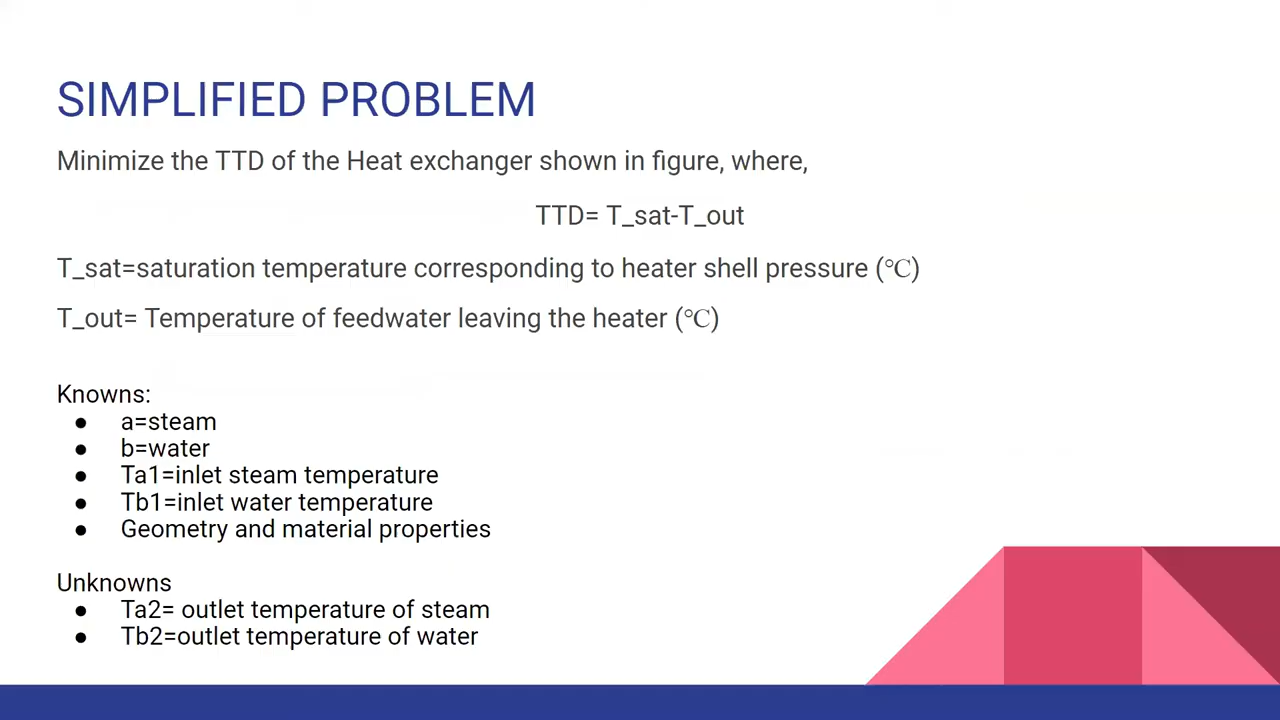 SIMPLIFIED PROBLEM
Minimize the TTD of the Heat exchanger shown in figure, where,
TTD= T_sat-T_out
T_sat=saturation temperature corresponding to heater shell pressure (℃)
T_out= Temperature of feedwater leaving the heater (℃)
Knowns:
● a=steam
● b=water
● Ta1=inlet steam temperature
● Tb1=inlet water temperature
● Geometry and material properties
Unknowns
● Ta2= outlet temperature of steam
● Tb2=outlet temperature of water